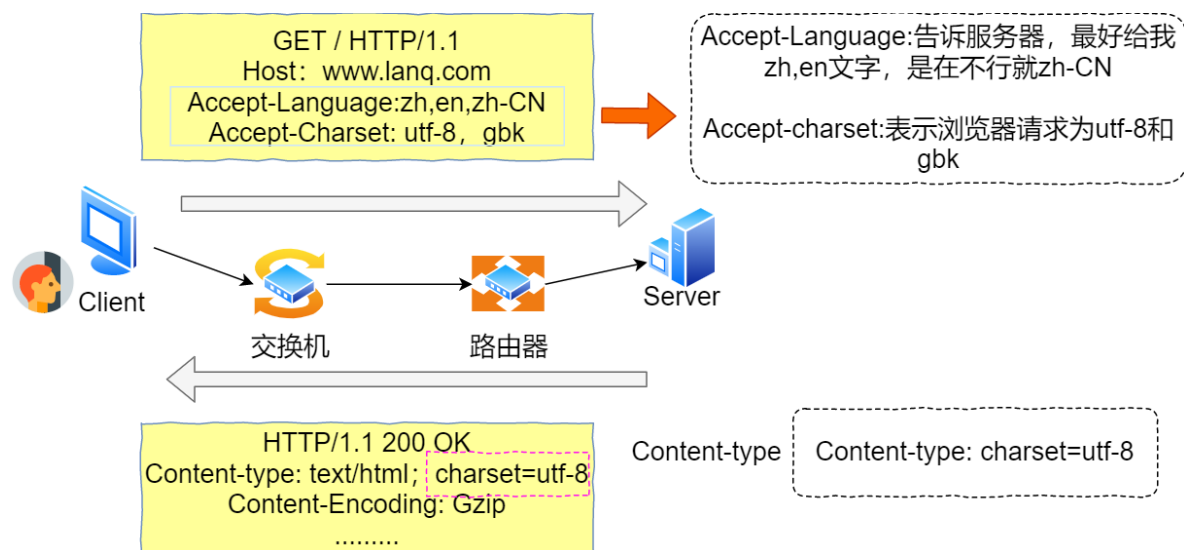 GET / HTTP/1.1
Host：www.lanq.com
Accept-Language:zh,en,zh-CN
Accept-Charset: utf-8，gbk
Accept-Language:告诉服务器，最好给我
zh,en文字，是在不行就zh-CN
Accept-charset:表示浏览器请求为utf-8和
gbk
Client
交换机
路由器
Server
HTTP/1.1 200 OK
Content-type: text/html；charset=utf-8
Content-Encoding: Gzip
.........
Content-type
Content-type: charset=utf-8